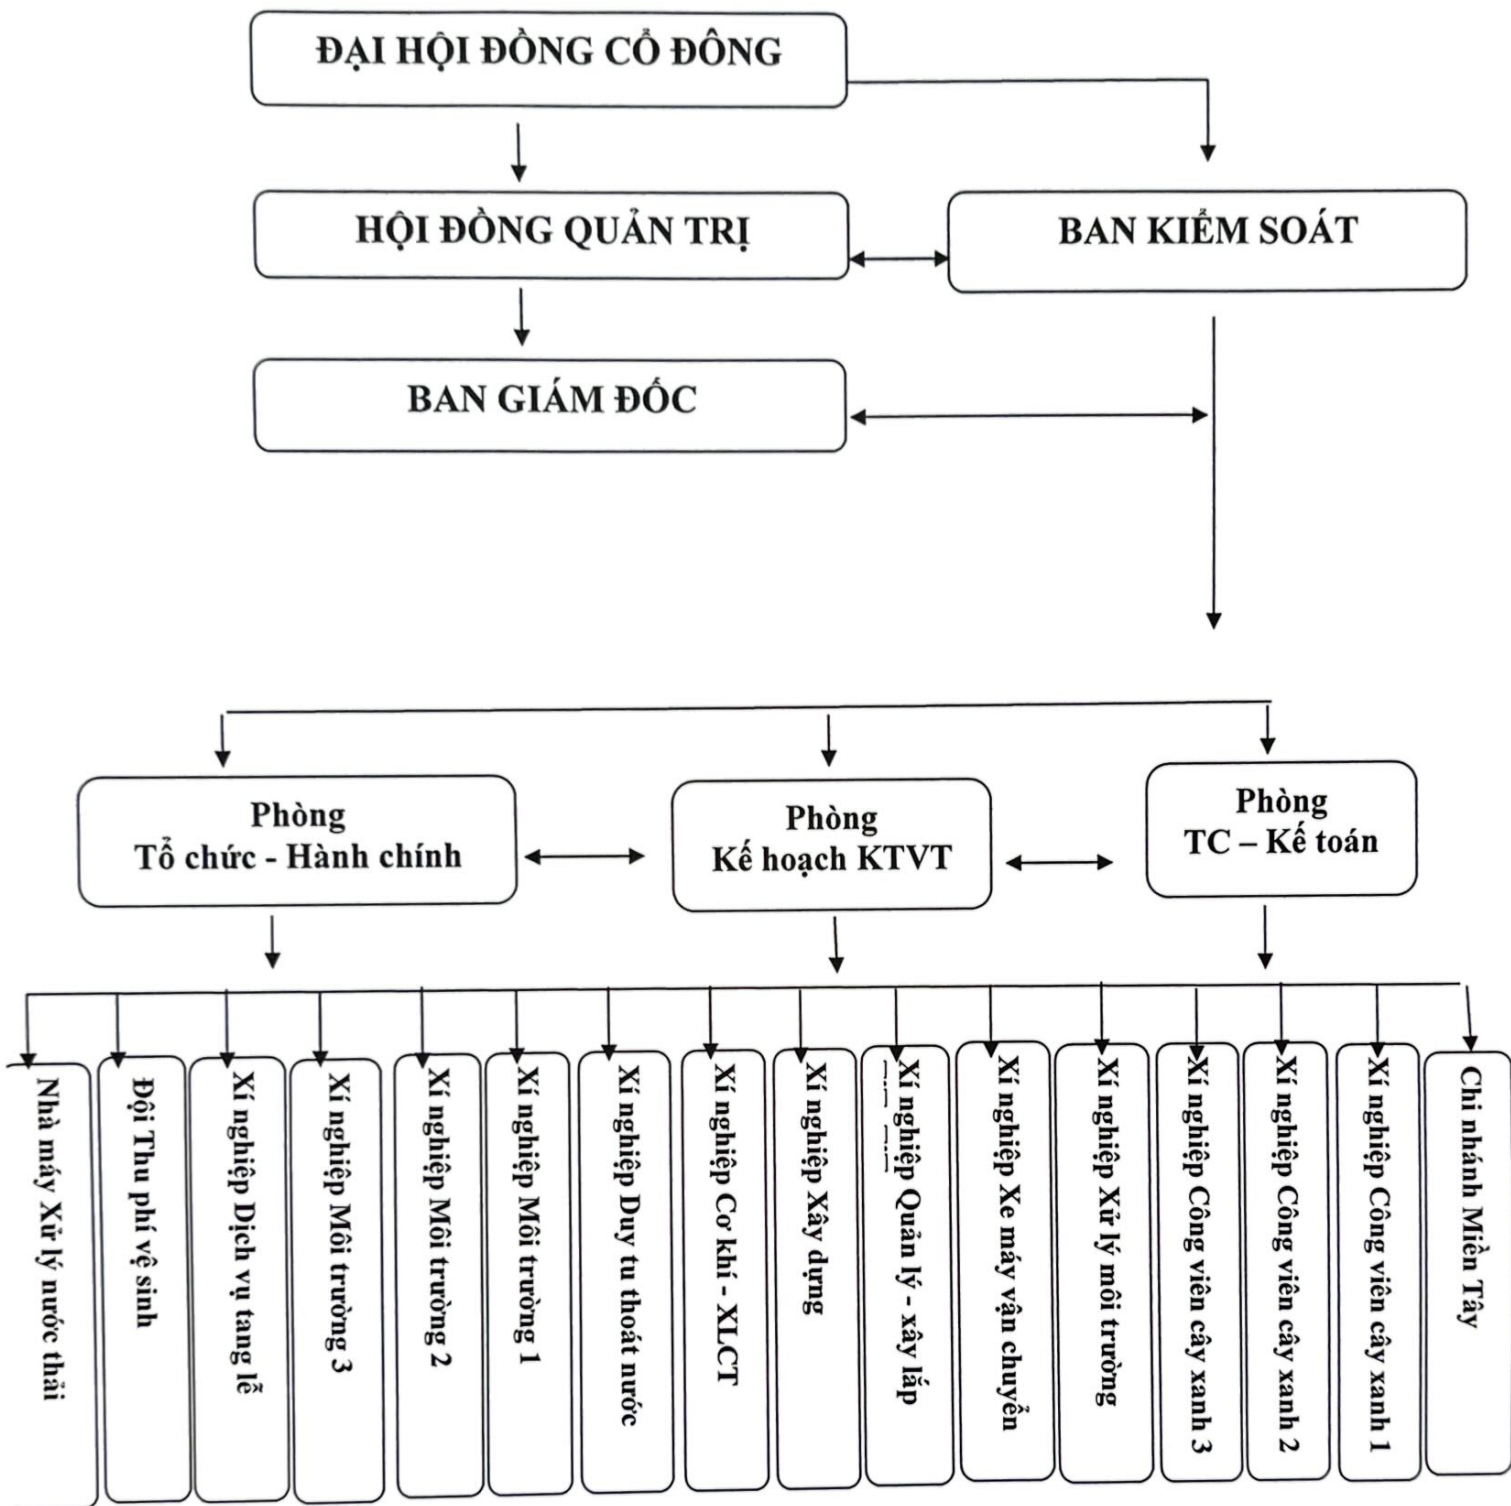 ĐẠI HỘI ĐỒNG CỔ ĐÔNG
HỘI ĐỒNG QUẢN TRỊ
BAN KIỂM SOÁT
BAN GIÁM ĐỐC
Phòng
Tổ chức - Hành chính
Phòng
Kế hoạch KTVT
Phòng
TC – Kế toán
Nhà máy Xử lý nước thải
Đội Thu phí vệ sinh
Xí nghiệp Dịch vụ tang lễ
Xí nghiệp Môi trường 3
Xí nghiệp Môi trường 2
Xí nghiệp Môi trường 1
Xí nghiệp Duy tu thoát nước
Xí nghiệp Cơ khí - XLCT
Xí nghiệp Xây dựng
Xí nghiệp Quản lý - xây lắp
Xí nghiệp Xe máy vận chuyển
Xí nghiệp Xử lý môi trường
Xí nghiệp Công viên cây xanh 3
Xí nghiệp Công viên cây xanh 2
Xí nghiệp Công viên cây xanh 1
Chi nhánh Miền Tây